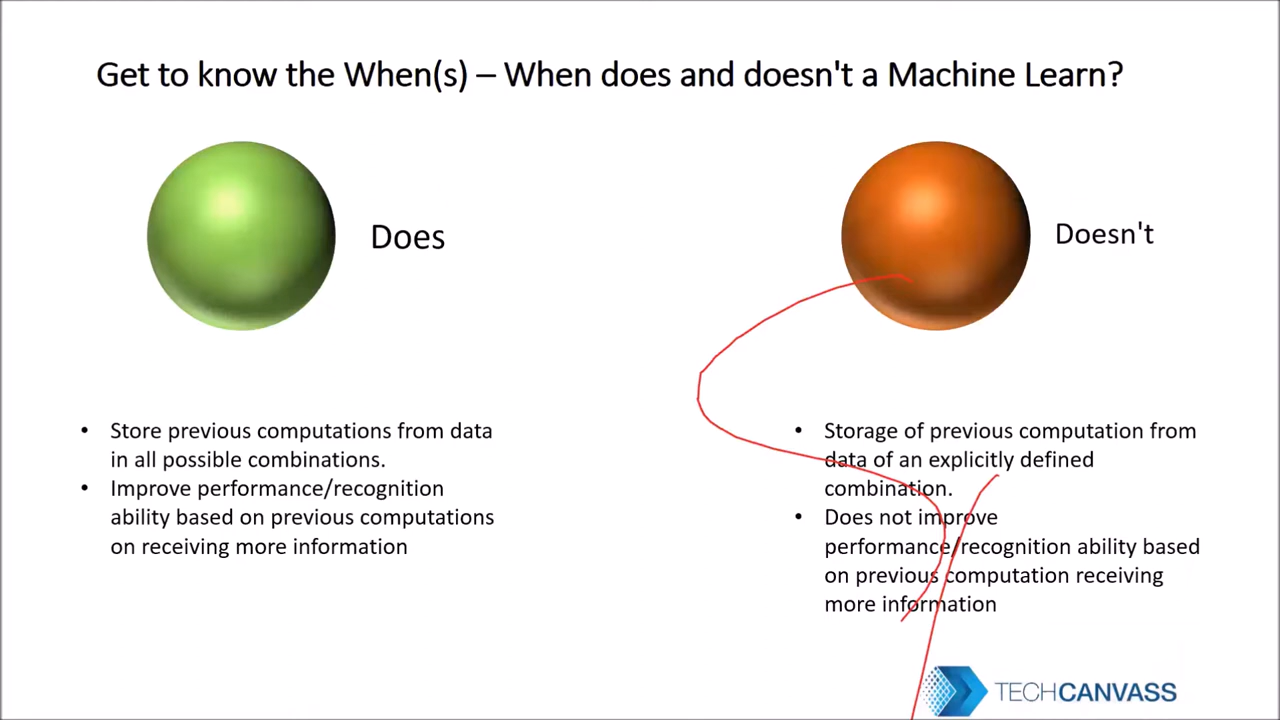 Get to know the When(s) – When does and doesn't a Machine Learn?
Does
Doesn't
• Store previous computations from data
in all possible combinations.
• Improve performance/recognition
ability based on previous computations
on receiving more information
• Storage of previous computation from
data of an explicitly defined
combination.
• Does not improve
performance/recognition ability based
on previous computation receiving
more information
TECHCANVASS